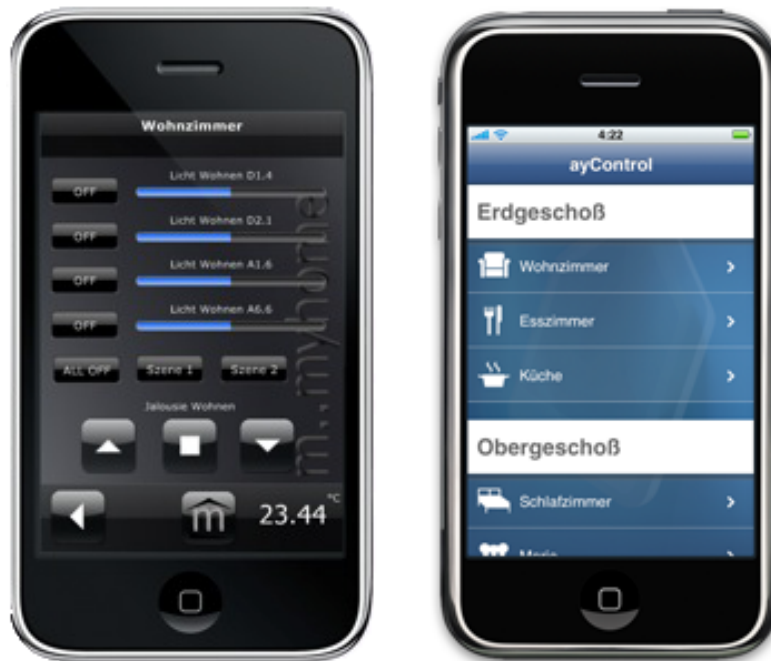 Wohnzimmer
Licht Wohnen D1.4
OFF
Licht Wohnen D2.1
OFF
Licht Wohnen A1.6
OFF
Licht Wohnen A6.6
OFF
ALL OFF Szene 1 Szene 2
Jalousie Wohnen
m
23.44 °C
m.myhome
4:22
ayControl
Erdgeschoß
Wohnzimmer
Esszimmer
Küche
Obergeschoß
Schlafzimmer